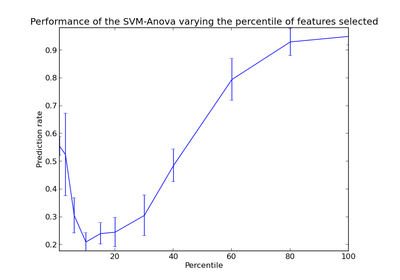 Performance of the SVM-Anova varying the percentile of features selected
0.9
0.8
0.7
0.6
0.5
0.4
0.3
0.2
Prediction rate
20 40 60 80 100
Percentile